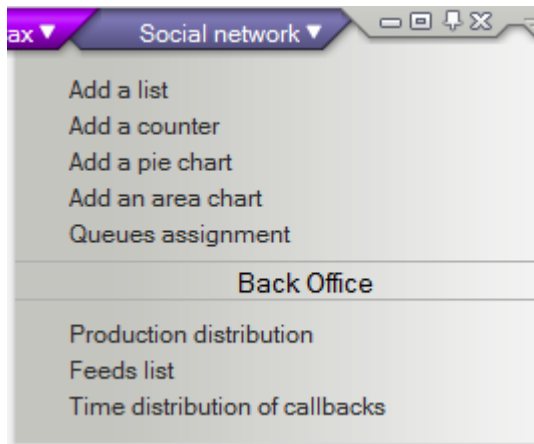 ax ▼ Social network ▼
Add a list
Add a counter
Add a pie chart
Add an area chart
Queues assignment
Back Office
Production distribution
Feeds list
Time distribution of callbacks